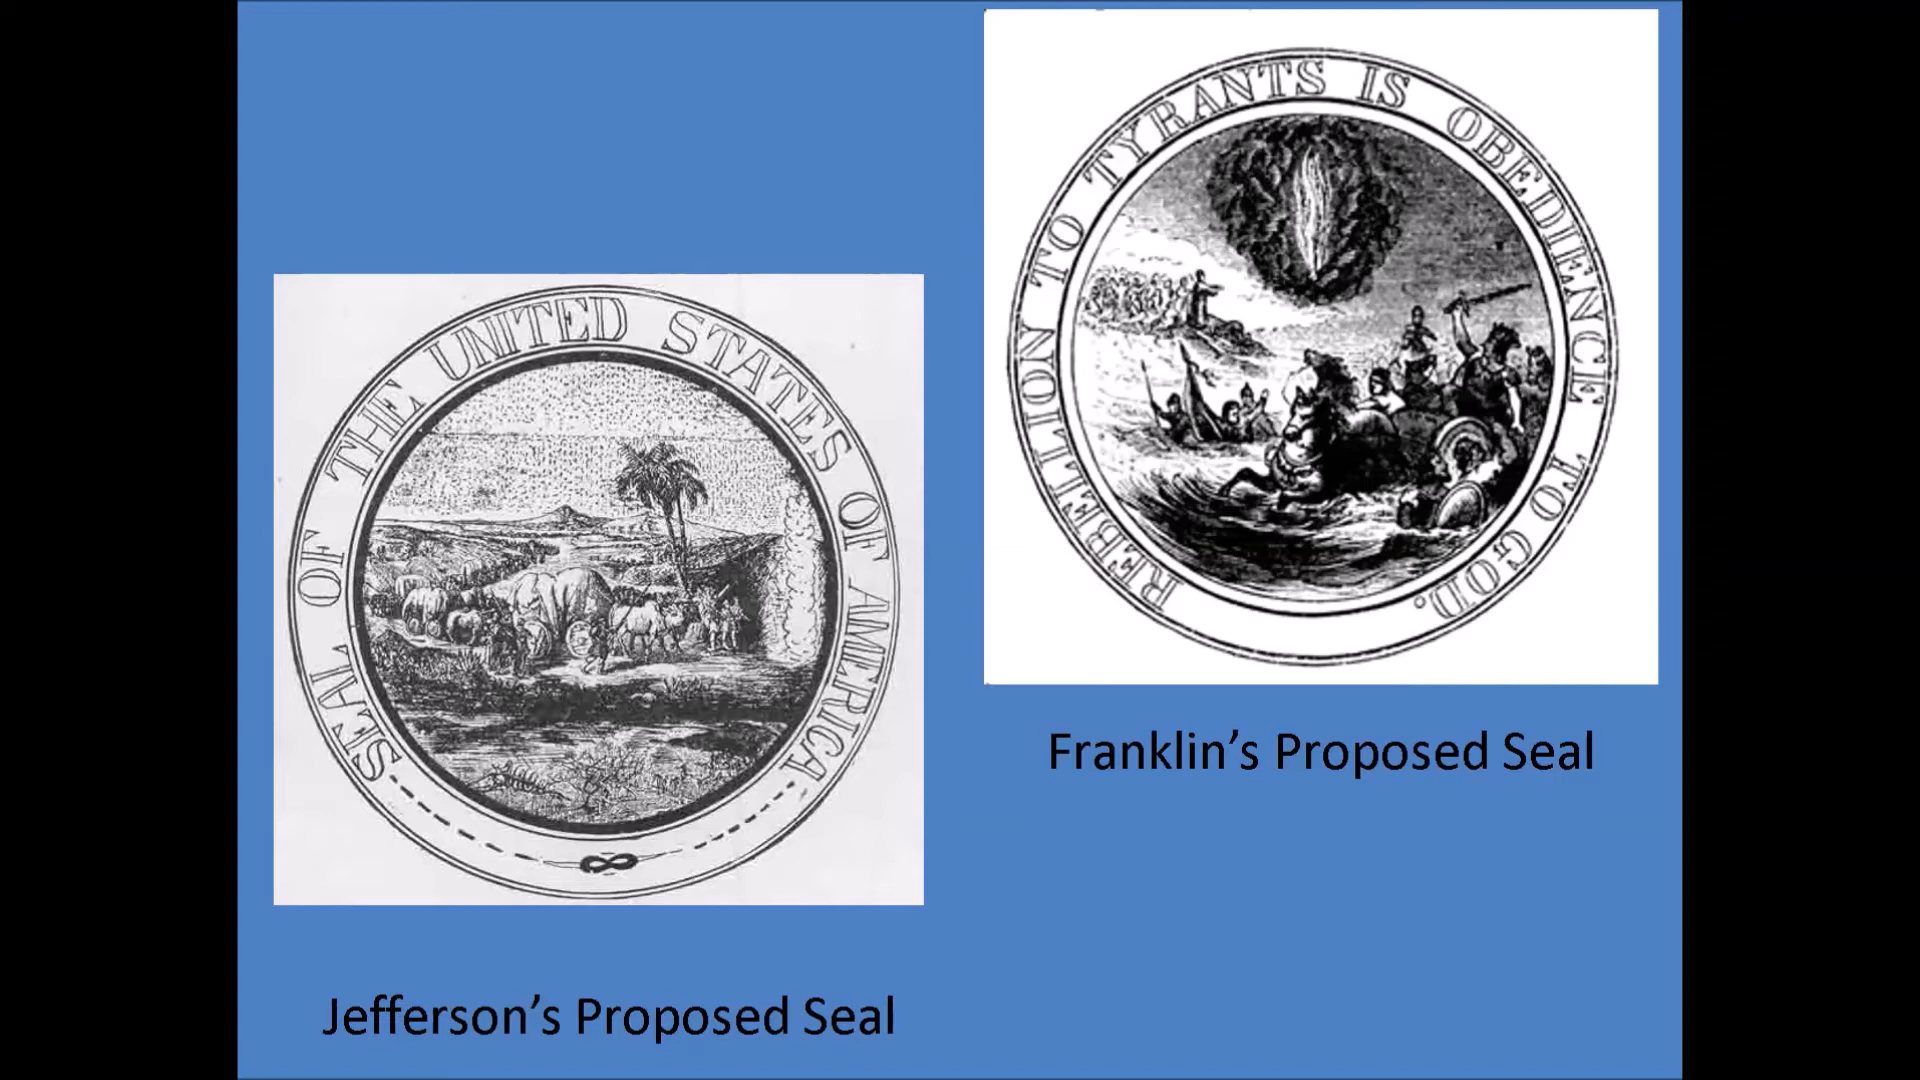 SEAL OF THE UNITED STATES OF AMERICA
Jefferson's Proposed Seal
REBELLION TO TYRANTS IS OBEDIENCE TO GOD.
Franklin's Proposed Seal